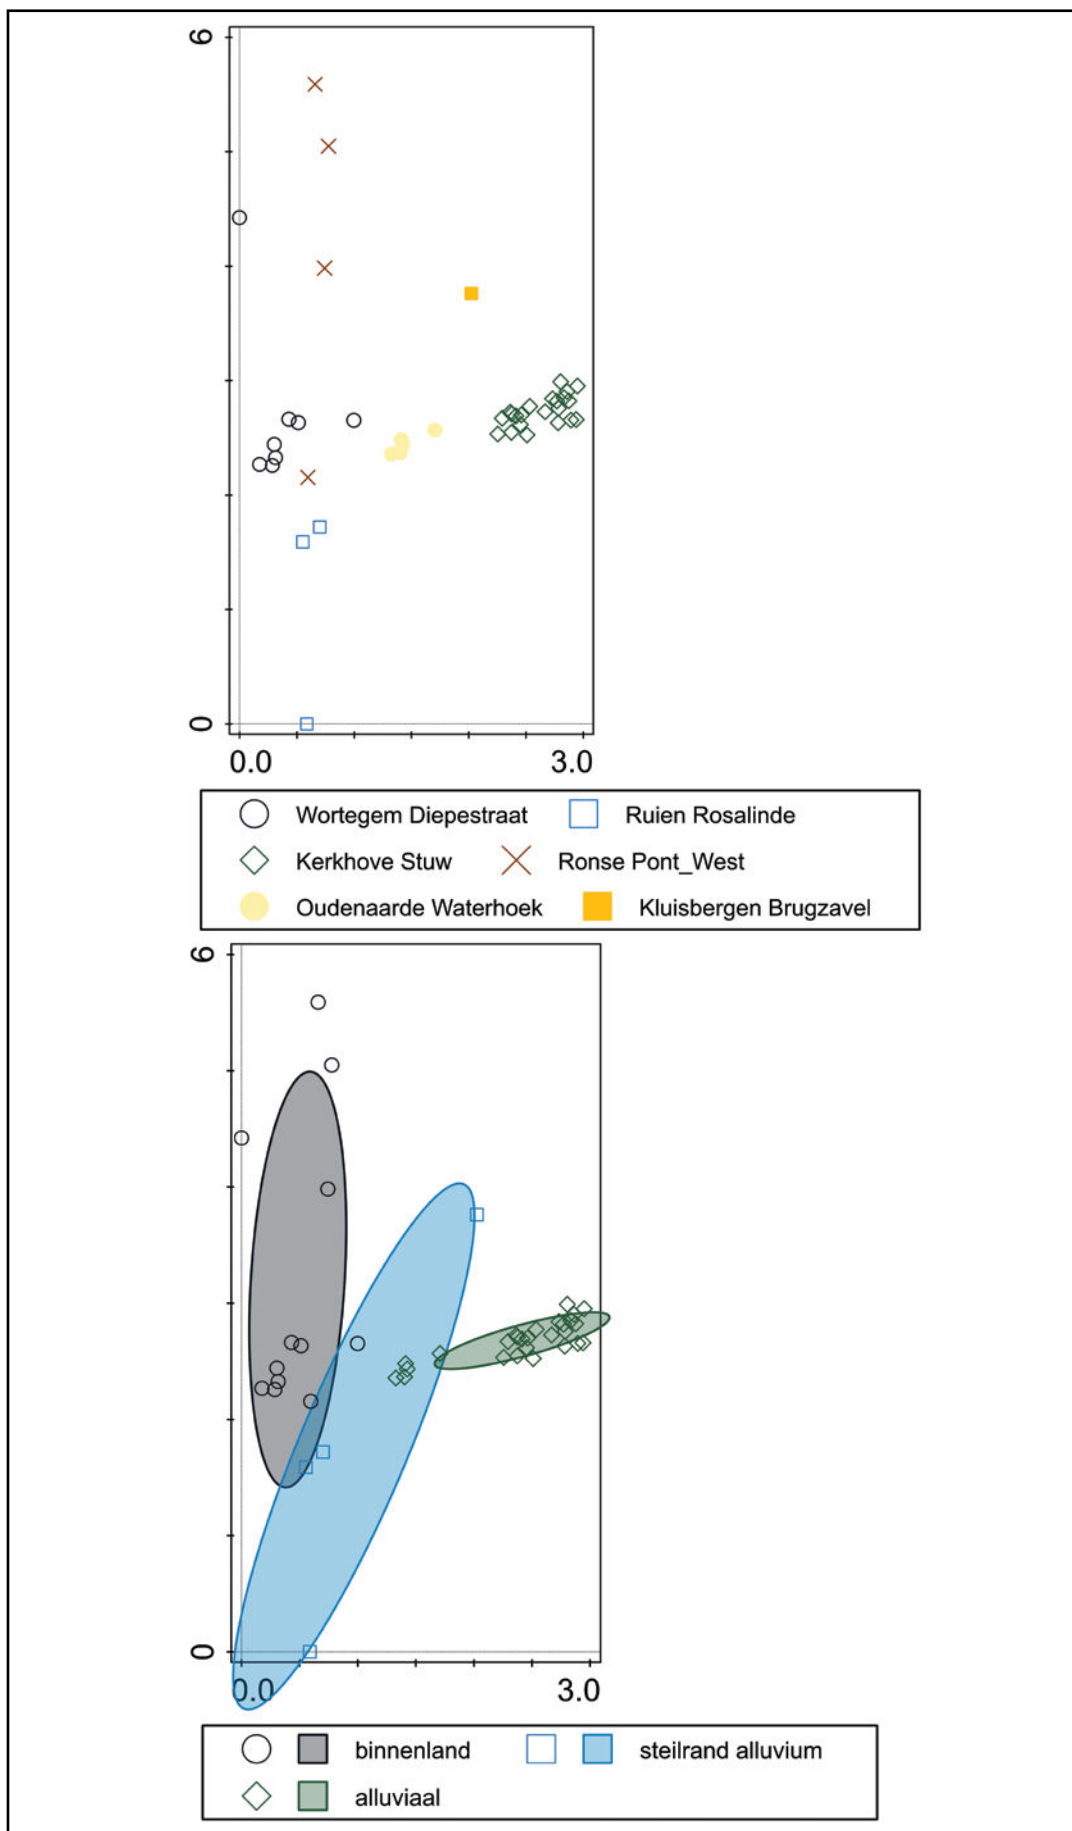 6
0
0.0 3.0
Wortegem Diepestraat Ruien Rosalinde
Kerkhove Stuw Ronse Pont_West
Oudenaarde Waterhoek Kluisbergen Brugzavel
6
0
0.0 3.0
binnenland steilrand alluvium
alluviaal